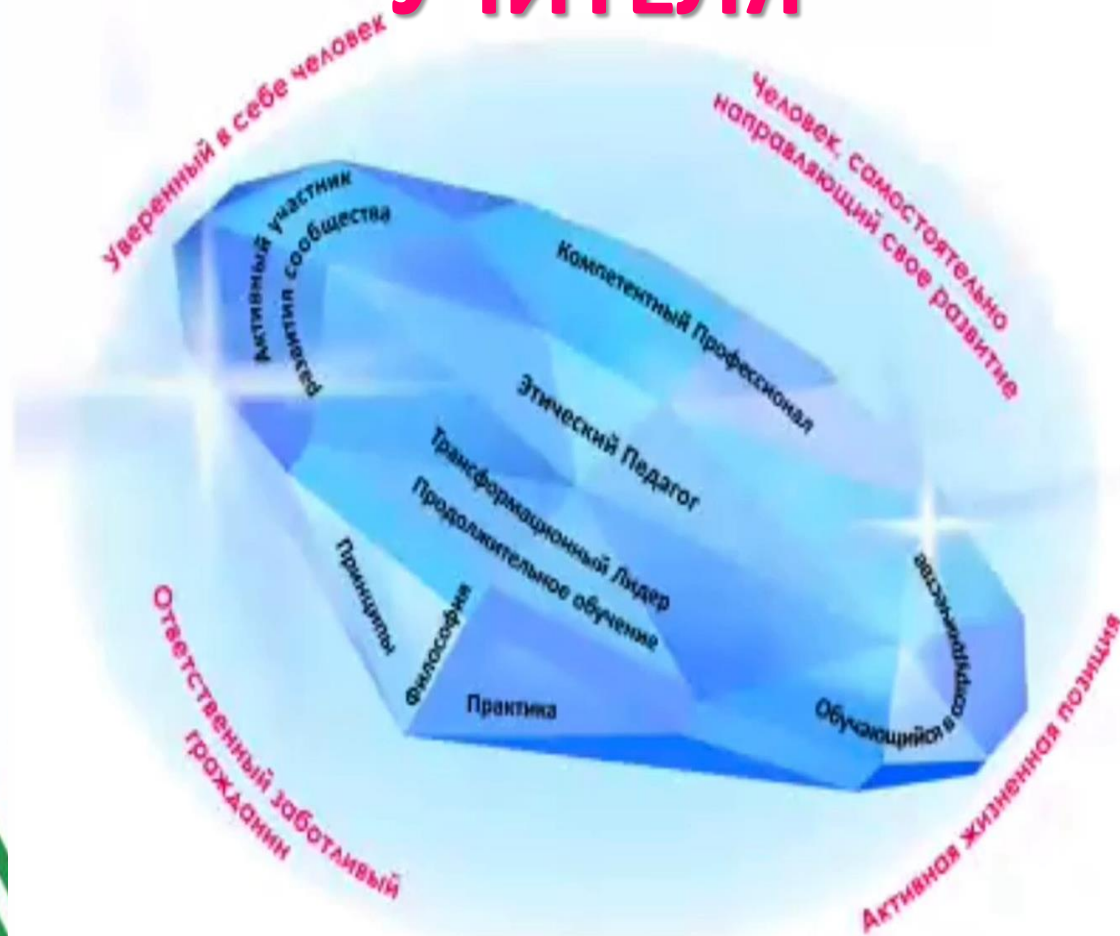 УЧИТЕЛЯ
Уверенный в себе человек
Человек, самостоятельно
направляющий свое развитие
Активный участник
развития сообщества
Компетентный Профессионал
Этический Педагог
Трансформационный Лидер
Продолжительное обучение
Принципы
Философия
Практика
Обучающийся в сотрудничестве
Ответственный заботливый
гражданин
Активная жизненная позиция